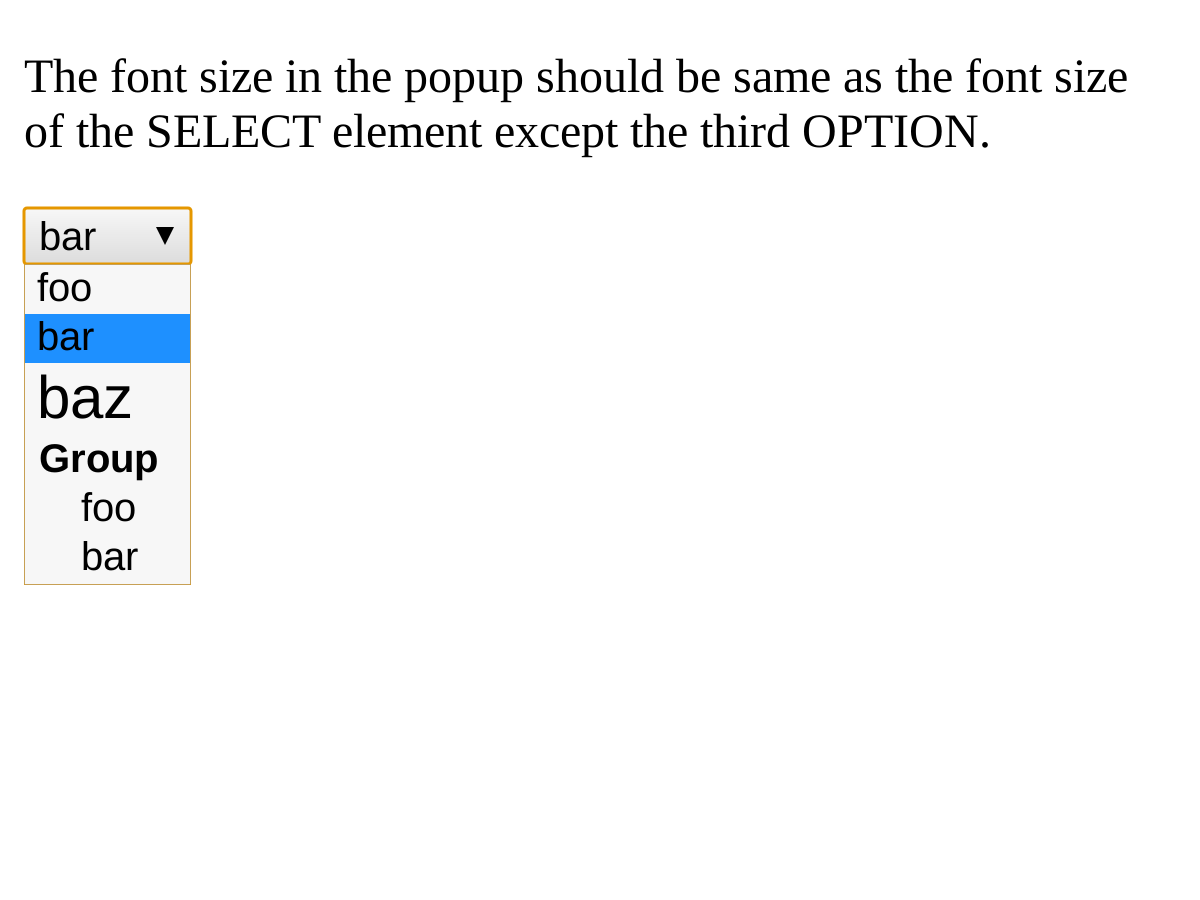 The font size in the popup should be same as the font size
of the SELECT element except the third OPTION.
bar ▼
foo
bar
baz
Group
foo
bar